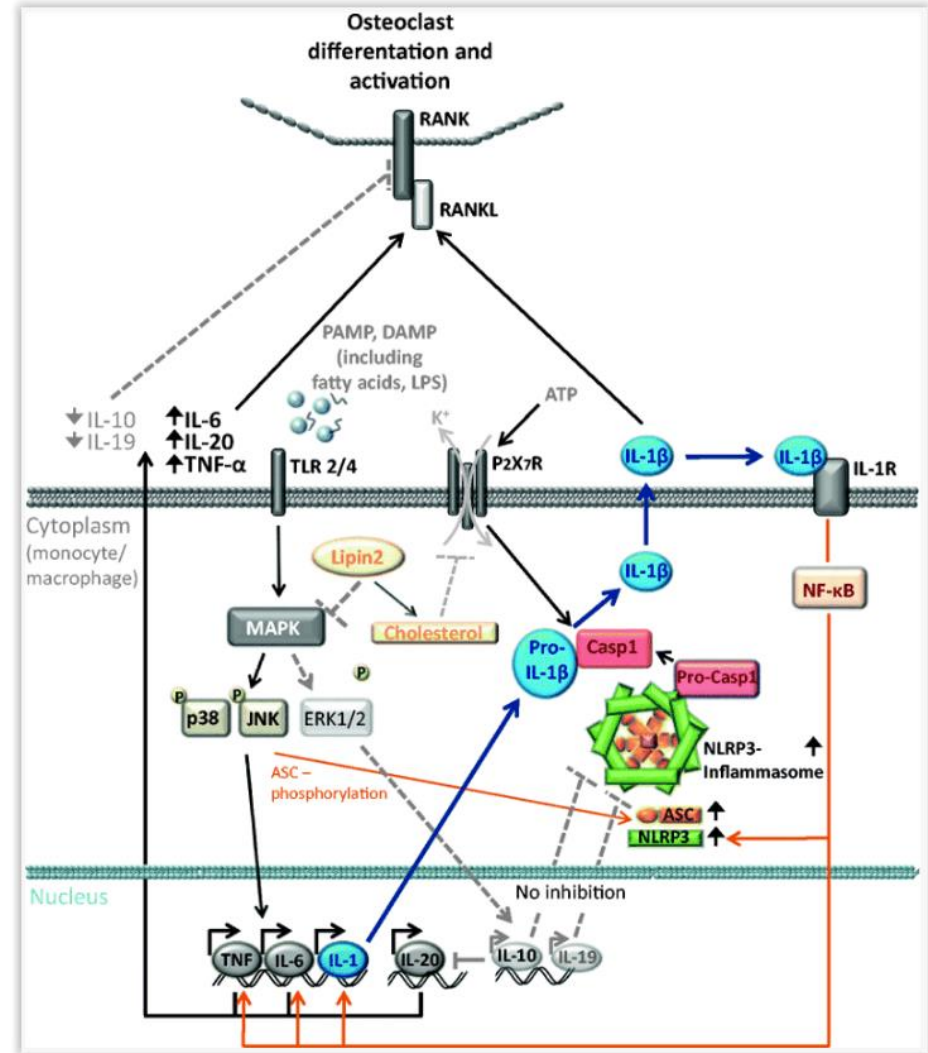 Osteoclast
differentation and
activation
RANK
RANKL
PAMP, DAMP
(including
fatty acids, LPS)
ATP
K⁺
IL-10
IL-19
IL-6
IL-20
TNF-α
TLR 2/4
P2X7R
IL-1β
IL-1β
IL-1R
Cytoplasm
(monocyte/
macrophage)
Lipin2
IL-1β
NF-κB
MAPK
Cholesterol
Pro-
IL-1β
Casp1
Pro-Casp1
P
P
P
p38
JNK
ERK1/2
NLRP3-
Inflammasome
ASC –
phosphorylation
ASC
NLRP3
Nucleus
No inhibition
TNF
IL-6
IL-1
IL-20
IL-10
IL-19